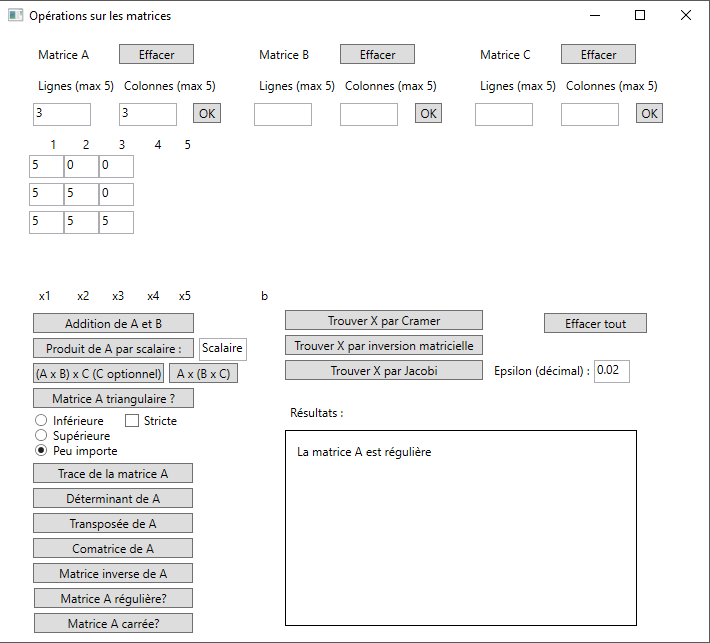 Opérations sur les matrices
Matrice A Effacer Matrice B Effacer Matrice C Effacer
Lignes (max 5) Colonnes (max 5) Lignes (max 5) Colonnes (max 5) Lignes (max 5) Colonnes (max 5)
3 3 OK OK OK
1 2 3 4 5
5 0 0
5 5 0
5 5 5
x1 x2 x3 x4 x5 b
Addition de A et B Trouver X par Cramer Effacer tout
Produit de A par scalaire : Scalaire Trouver X par inversion matricielle
(A x B) x C (C optionnel) A x (B x C) Trouver X par Jacobi Epsilon (décimal) : 0.02
Matrice A triangulaire ?
Inférieure Stricte Résultats :
Supérieure
Peu importe La matrice A est régulière
Trace de la matrice A
Déterminant de A
Transposée de A
Comatrice de A
Matrice inverse de A
Matrice A régulière?
Matrice A carrée?